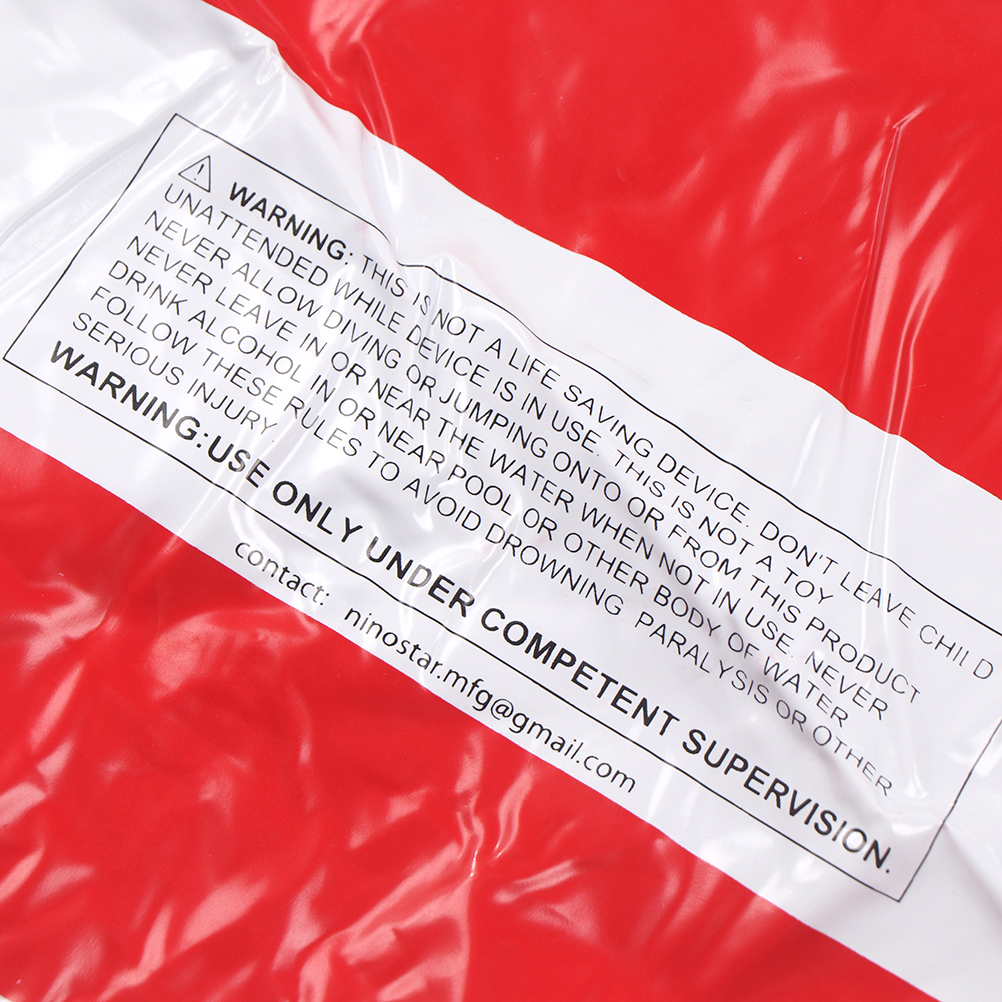 WARNING: THIS IS NOT A LIFE SAVING DEVICE. DON'T LEAVE CHILD
UNATTENDED WHILE DEVICE IS IN USE. THIS IS NOT A TOY
NEVER ALLOW DIVING OR JUMPING ONTO OR FROM THIS PRODUCT
NEVER LEAVE IN OR NEAR THE WATER WHEN NOT IN USE. NEVER
DRINK ALCOHOL IN OR NEAR POOL OR OTHER BODY OF WATER
FOLLOW THESE RULES TO AVOID DROWNING. PARALYSIS OR OTHER
SERIOUS INJURY
WARNING:USE ONLY UNDER COMPETENT SUPERVISION.
contact: ninostar.mfg@gmail.com